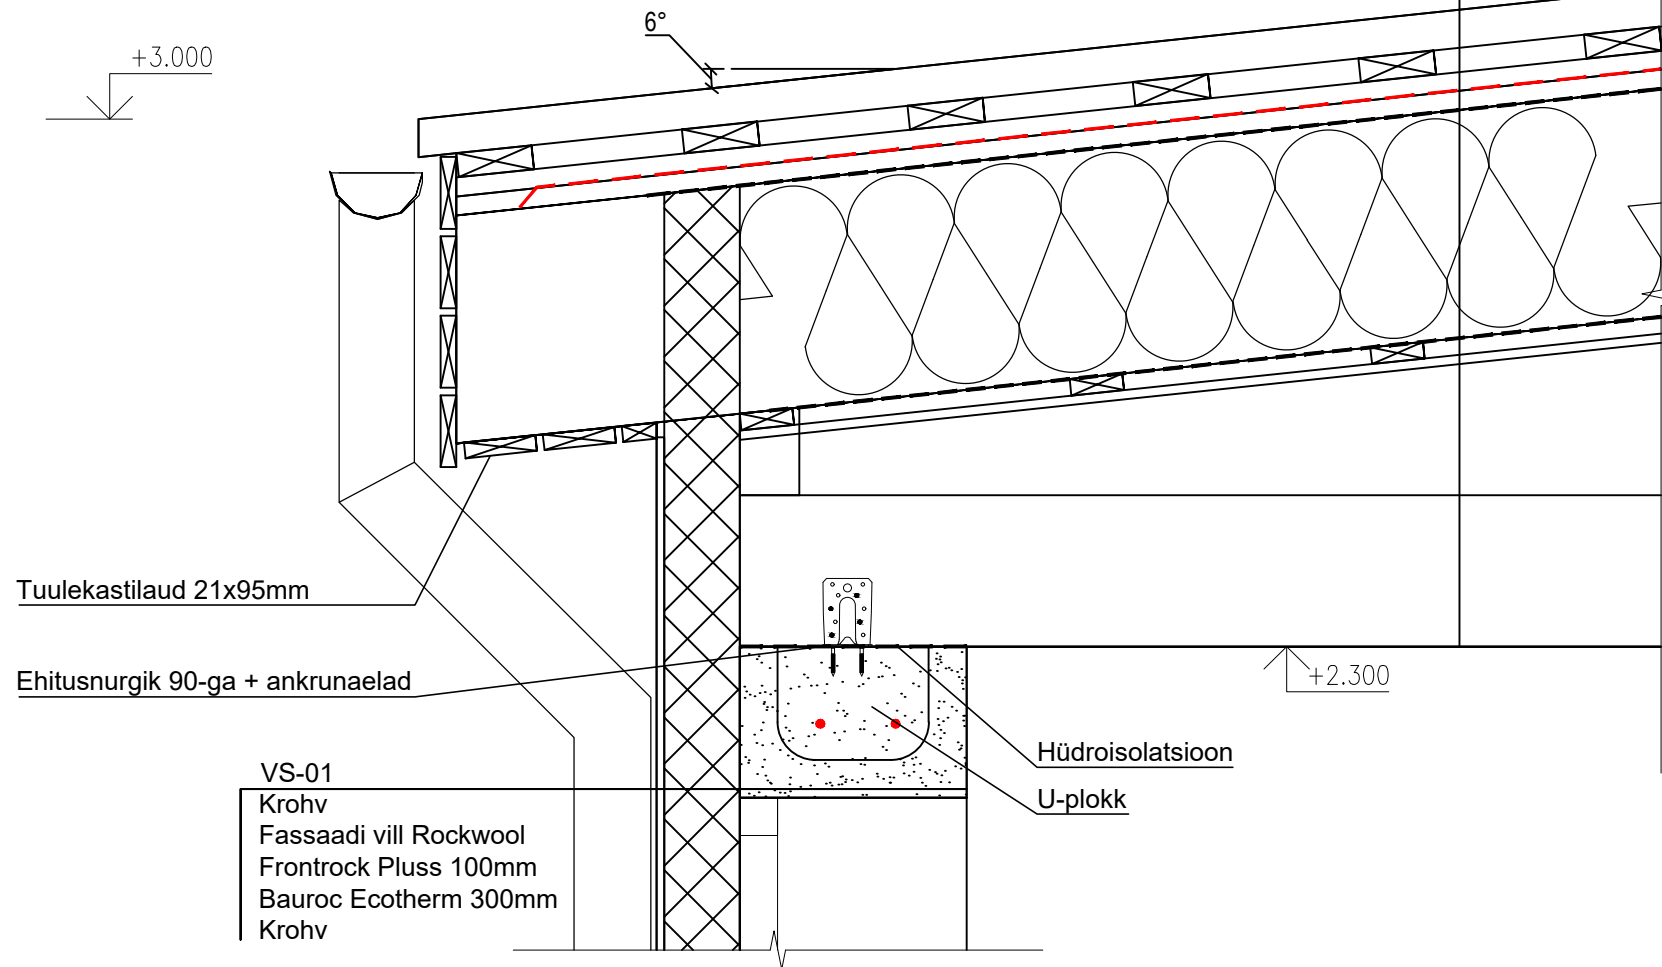 6°
+3.000
Tuulekastilaud 21x95mm
Ehitusnurgik 90-ga + ankrunaelad
+2.300
Hüdroisolatsioon
U-plokk
VS-01
Krohv
Fassaadi vill Rockwool
Frontrock Pluss 100mm
Bauroc Ecotherm 300mm
Krohv